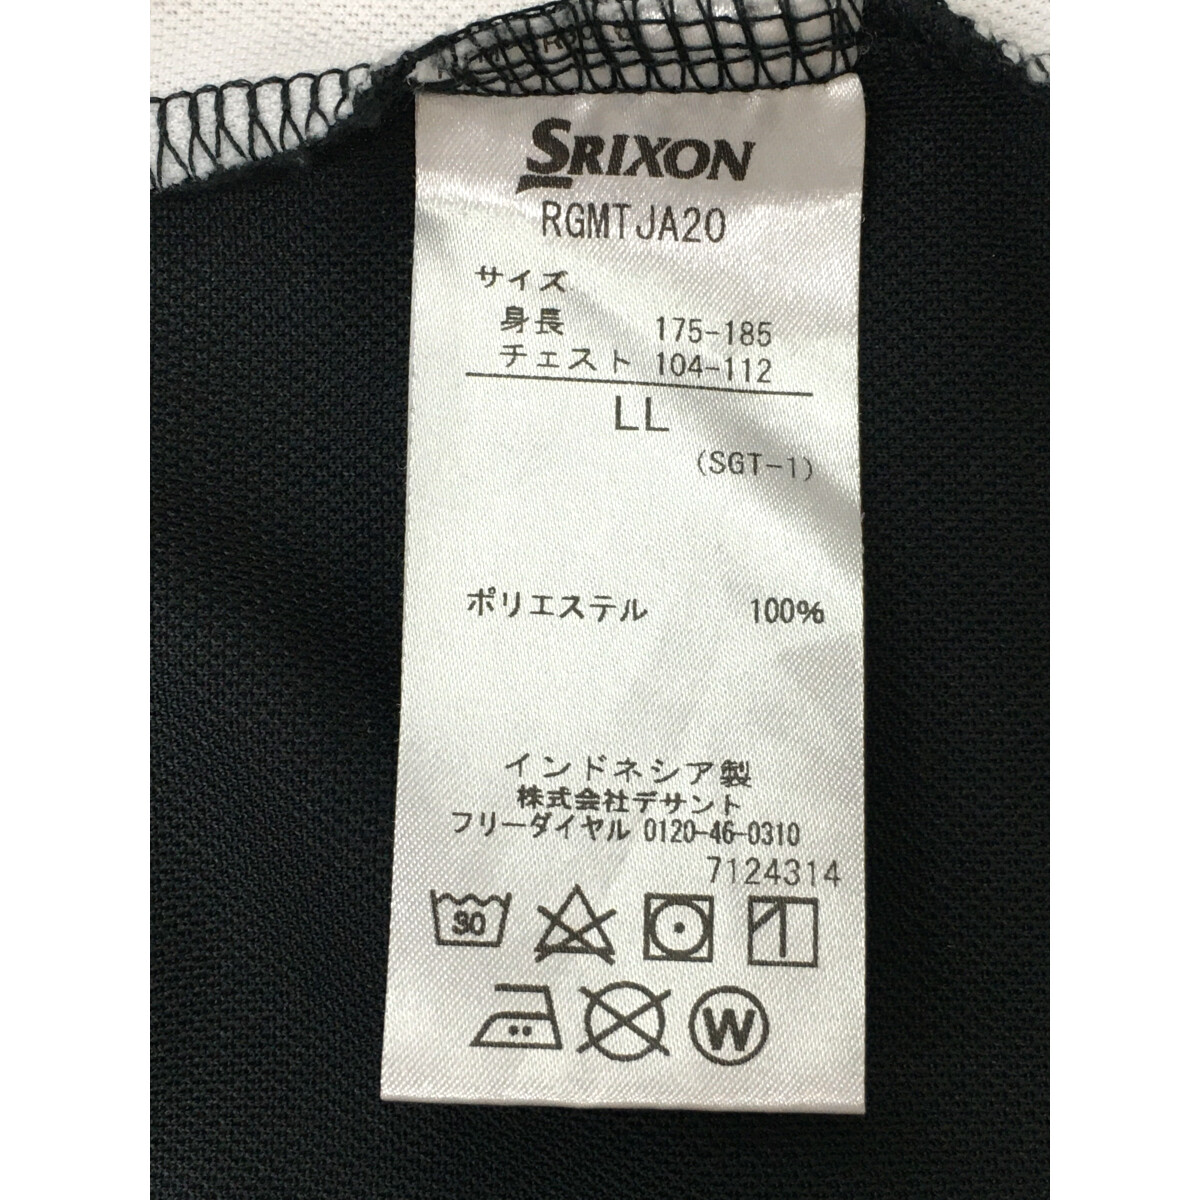 SRIXON
RGMTJA20
サイズ
身長 175-185
チェスト 104-112
LL
(SGT-1)
ポリエステル 100%
インドネシア製
株式会社デサント
フリーダイヤル 0120-46-0310
7124314
30
W